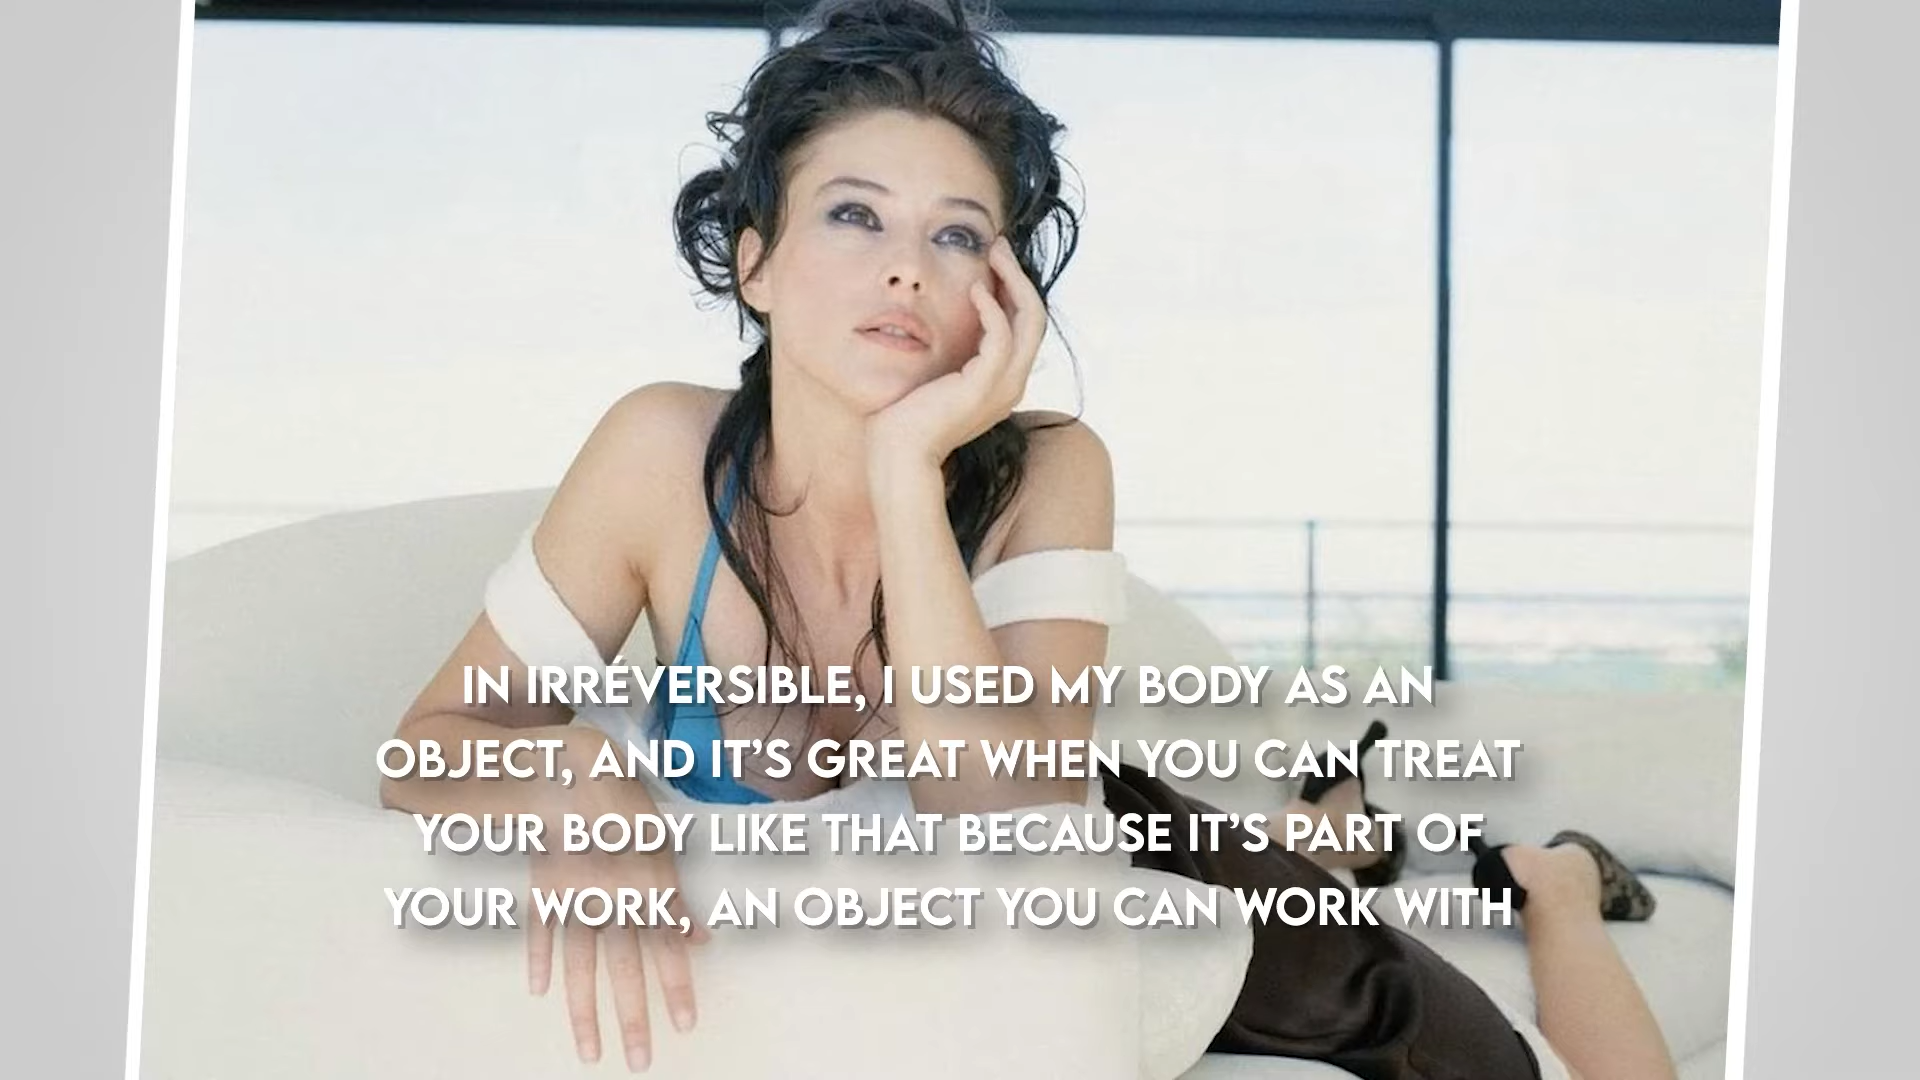 IN IRRÉVERSIBLE, I USED MY BODY AS AN
OBJECT, AND IT’S GREAT WHEN YOU CAN TREAT
YOUR BODY LIKE THAT BECAUSE IT’S PART OF
YOUR WORK, AN OBJECT YOU CAN WORK WITH